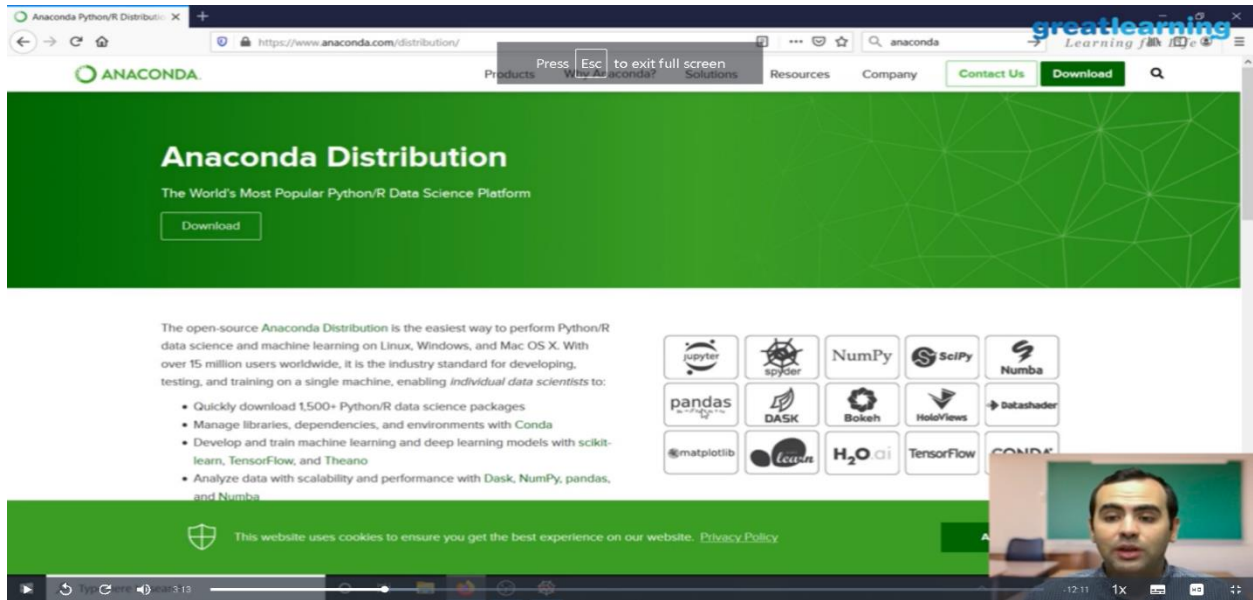 Anaconda Python/R Distributio
greatlearning
Learning for Life
https://www.anaconda.com/distribution/
anaconda
Press Esc to exit full screen
ANACONDA.
Products Why Anaconda? Solutions Resources Company Contact Us Download
Anaconda Distribution
The World's Most Popular Python/R Data Science Platform
Download
The open-source Anaconda Distribution is the easiest way to perform Python/R
data science and machine learning on Linux, Windows, and Mac OS X. With
over 15 million users worldwide, it is the industry standard for developing,
testing, and training on a single machine, enabling individual data scientists to:
• Quickly download 1,500+ Python/R data science packages
• Manage libraries, dependencies, and environments with Conda
• Develop and train machine learning and deep learning models with scikit-
learn, TensorFlow, and Theano
• Analyze data with scalability and performance with Dask, NumPy, pandas,
and Numba
jupyter spyder NumPy SciPy Numba
pandas DASK Bokeh HoloViews Datashader
matplotlib learn H2O.ai TensorFlow CONDA
This website uses cookies to ensure you get the best experience on our website. Privacy Policy
3:13
-12:11
1x
HD